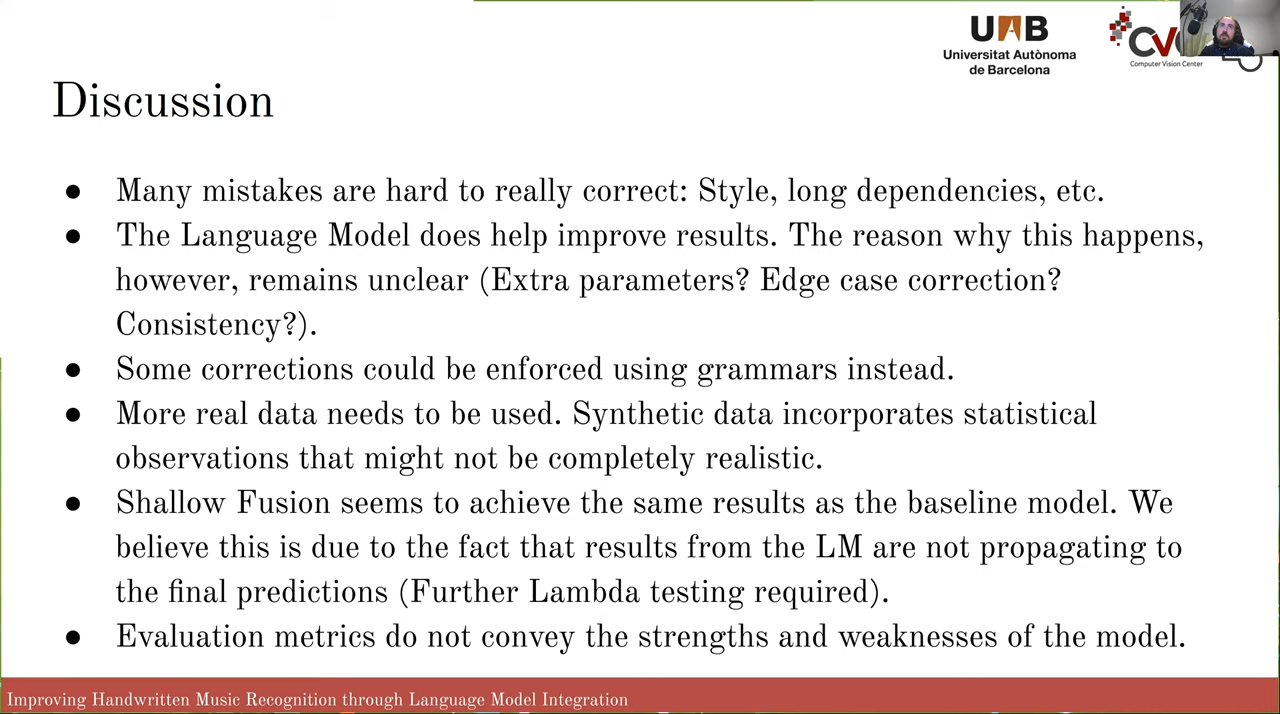 UAB
Universitat Autònoma
de Barcelona
CVC
Computer Vision Center
Discussion
● Many mistakes are hard to really correct: Style, long dependencies, etc.
● The Language Model does help improve results. The reason why this happens,
however, remains unclear (Extra parameters? Edge case correction?
Consistency?).
● Some corrections could be enforced using grammars instead.
● More real data needs to be used. Synthetic data incorporates statistical
observations that might not be completely realistic.
● Shallow Fusion seems to achieve the same results as the baseline model. We
believe this is due to the fact that results from the LM are not propagating to
the final predictions (Further Lambda testing required).
● Evaluation metrics do not convey the strengths and weaknesses of the model.
Improving Handwritten Music Recognition through Language Model Integration